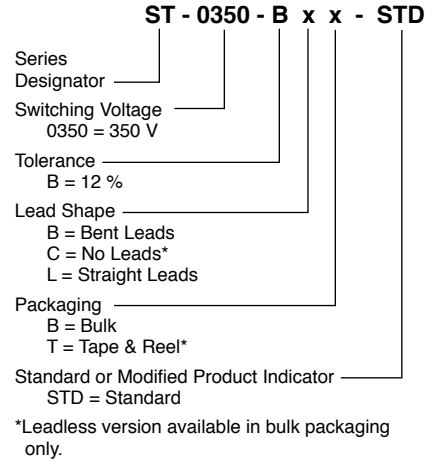 ST - 0350 - B x x - STD
Series
Designator
Switching Voltage
0350 = 350 V
Tolerance
B = 12 %
Lead Shape
B = Bent Leads
C = No Leads*
L = Straight Leads
Packaging
B = Bulk
T = Tape & Reel*
Standard or Modified Product Indicator
STD = Standard
*Leadless version available in bulk packaging
only.